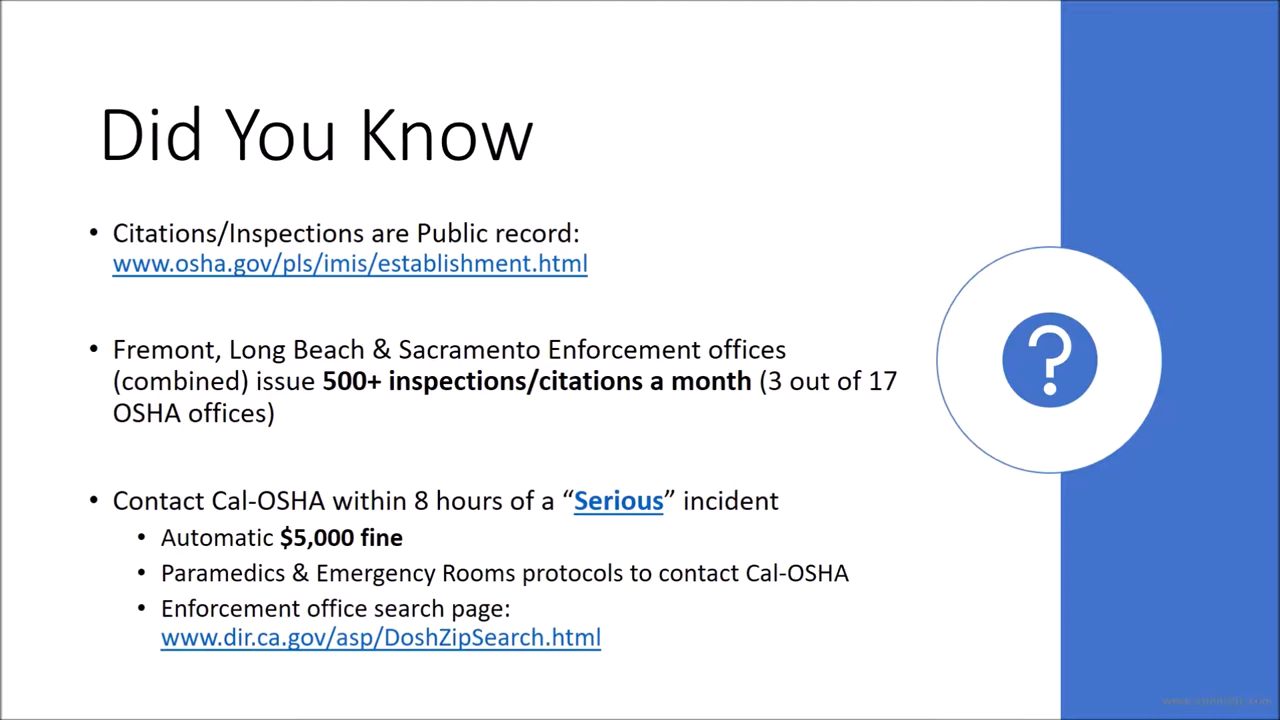 Did You Know
• Citations/Inspections are Public record:
www.osha.gov/pls/imis/establishment.html
• Fremont, Long Beach & Sacramento Enforcement offices
(combined) issue 500+ inspections/citations a month (3 out of 17
OSHA offices)
?
• Contact Cal-OSHA within 8 hours of a “Serious” incident
• Automatic $5,000 fine
• Paramedics & Emergency Rooms protocols to contact Cal-OSHA
• Enforcement office search page:
www.dir.ca.gov/asp/DoshZipSearch.html